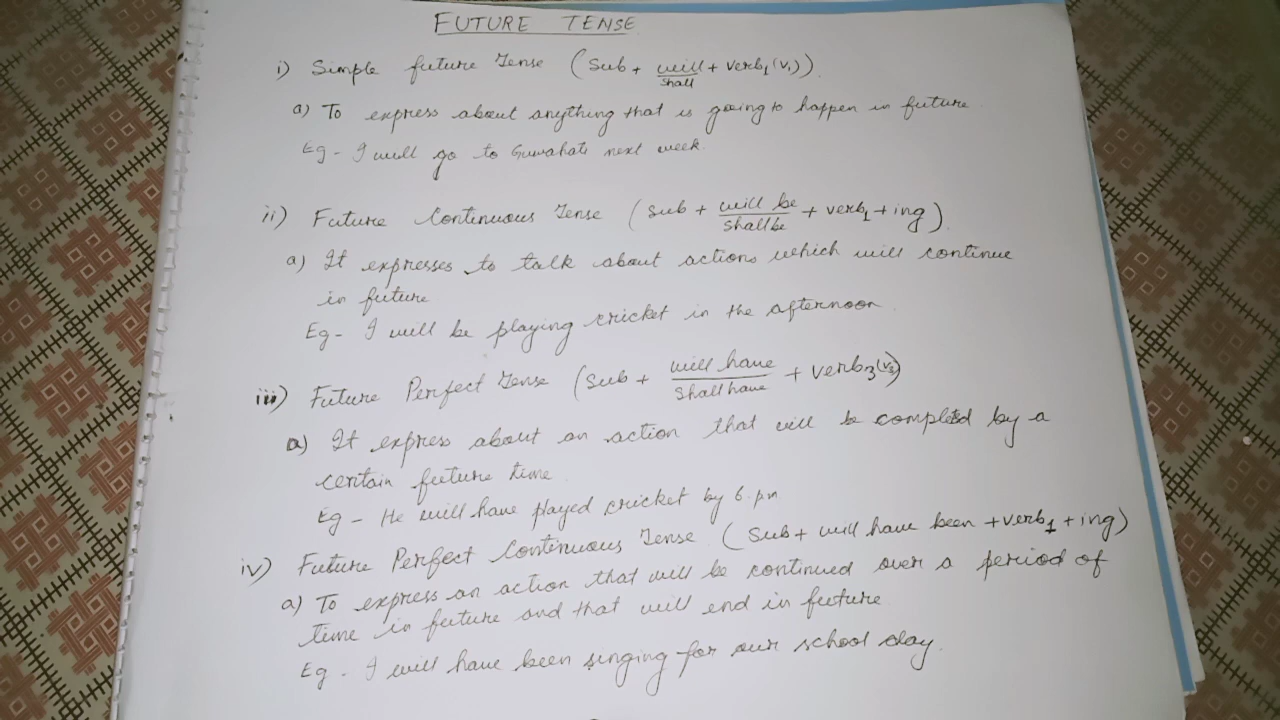 FUTURE TENSE
i) Simple future Tense (Sub + will/shall + verb1 (V1)).
a) To express about anything that is going to happen in future.
Eg - I will go to Guwahati next week.
ii) Future Continuous Tense (Sub + will be/shall be + verb1 + ing).
a) It expresses to talk about actions which will continue
in future
Eg - I will be playing cricket in the afternoon.
iii) Future Perfect Tense (Sub + will have/shall have + verb3 (V3))
a) It express about an action that will be completed by a
certain future time.
Eg - He will have played cricket by 6 pm
iv) Future Perfect Continuous Tense (Sub + will have been + verb1 + ing)
a) To express an action that will be continued over a period of
time in future and that will end in future
Eg - I will have been singing for our school day.